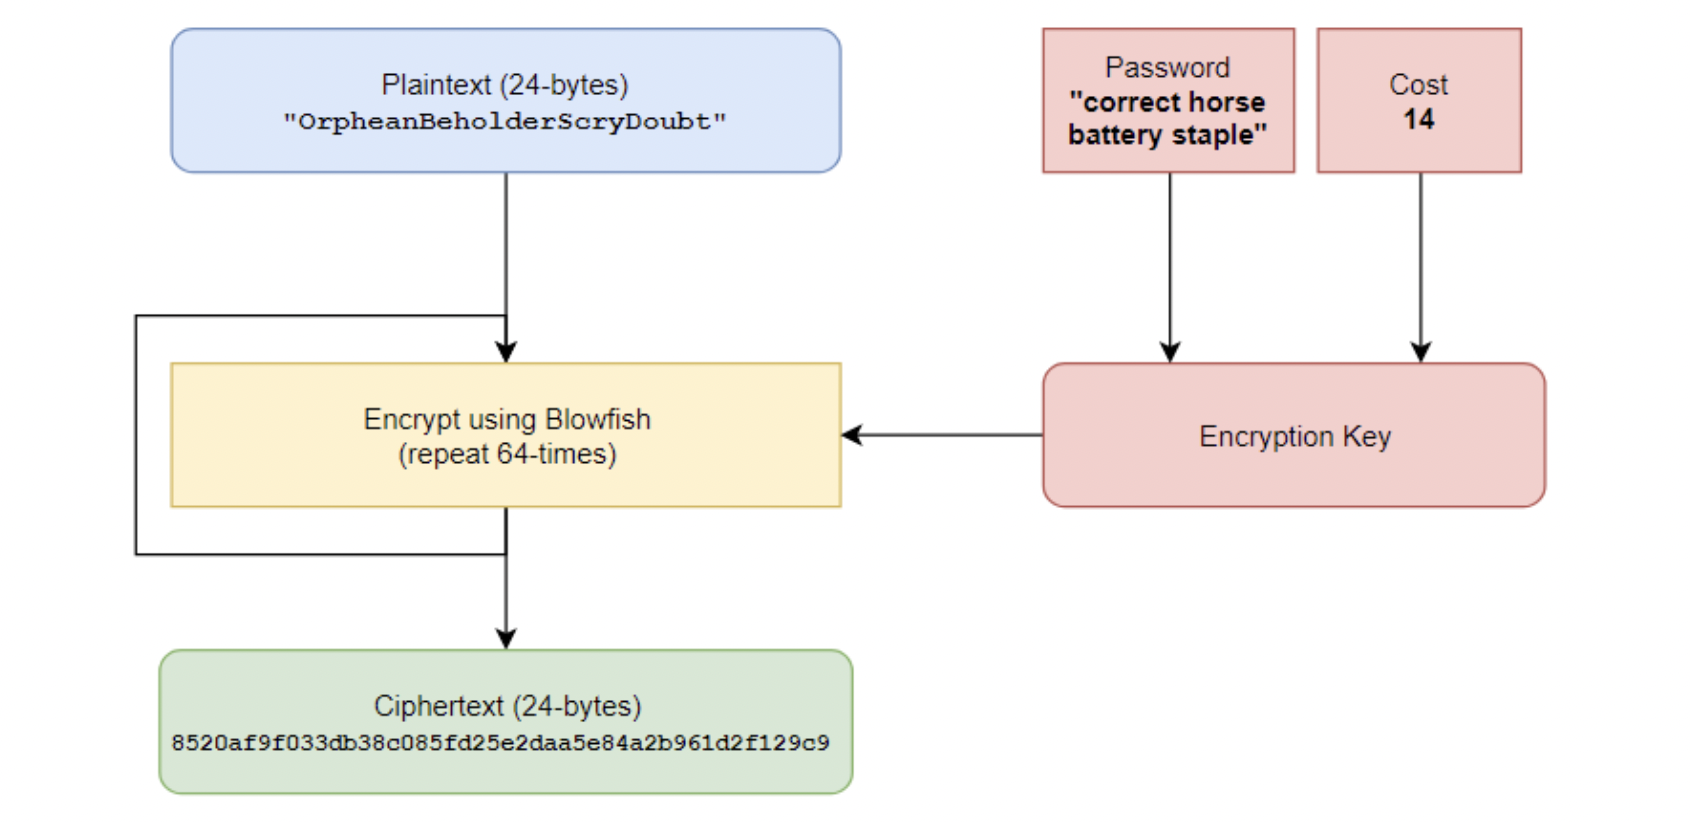 Plaintext (24-bytes)
"OrpheanBeholderScryDoubt"
Password
"correct horse
battery staple"
Cost
14
Encrypt using Blowfish
(repeat 64-times)
Encryption Key
Ciphertext (24-bytes)
8520af9f033db38c085fd25e2daa5e84a2b961d2f129c9